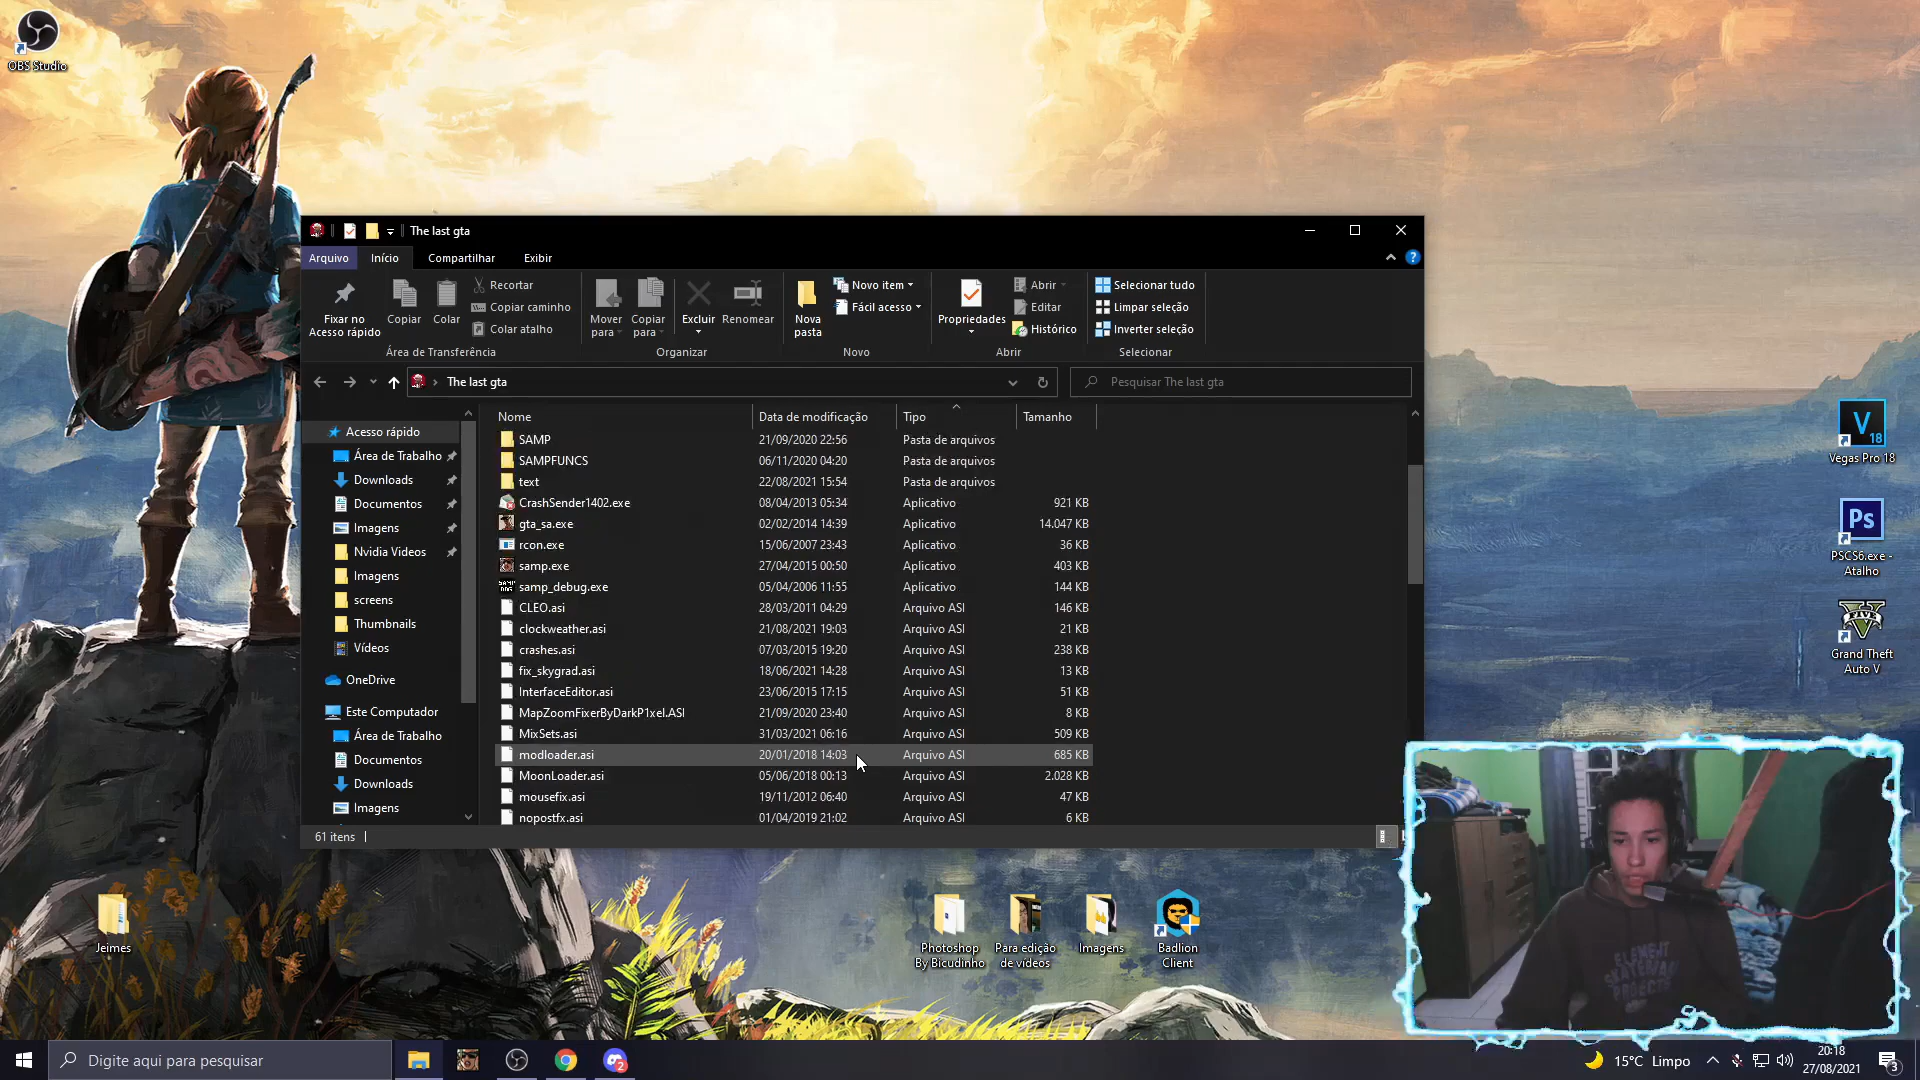 OBS Studio
The last gta
Arquivo Início Compartilhar Exibir
Fixar no
Acesso rápido
Copiar
Colar
Recortar
Copiar caminho
Colar atalho
Mover
para
Copiar
para
Excluir
Renomear
Nova
pasta
Novo item
Fácil acesso
Propriedades
Abrir
Editar
Histórico
Selecionar tudo
Limpar seleção
Inverter seleção
Área de Transferência Organizar Novo Abrir Selecionar
The last gta
Pesquisar The last gta
Acesso rápido
Área de Trabalho
Downloads
Documentos
Imagens
Nvidia Videos
Imagens
screens
Thumbnails
Vídeos
OneDrive
Este Computador
Área de Trabalho
Documentos
Downloads
Imagens
Nome Data de modificação Tipo Tamanho
SAMP 21/09/2020 22:56 Pasta de arquivos
SAMPFUNCS 06/11/2020 04:20 Pasta de arquivos
text 22/08/2021 15:54 Pasta de arquivos
CrashSender1402.exe 08/04/2013 05:34 Aplicativo 921 KB
gta_sa.exe 02/02/2014 14:39 Aplicativo 14.047 KB
rcon.exe 15/06/2007 23:43 Aplicativo 36 KB
samp.exe 27/04/2015 00:50 Aplicativo 403 KB
samp_debug.exe 05/04/2006 11:55 Aplicativo 144 KB
CLEO.asi 28/03/2011 04:29 Arquivo ASI 146 KB
clockweather.asi 21/08/2021 19:03 Arquivo ASI 21 KB
crashes.asi 07/03/2015 19:20 Arquivo ASI 238 KB
fix_skygrad.asi 18/06/2021 14:28 Arquivo ASI 13 KB
InterfaceEditor.asi 23/06/2015 17:15 Arquivo ASI 51 KB
MapZoomFixerByDarkP1xel.ASI 21/09/2020 23:40 Arquivo ASI 8 KB
MixSets.asi 31/03/2021 06:16 Arquivo ASI 509 KB
modloader.asi 20/01/2018 14:03 Arquivo ASI 685 KB
MoonLoader.asi 05/06/2018 00:13 Arquivo ASI 2.028 KB
mousefix.asi 19/11/2012 06:40 Arquivo ASI 47 KB
nopostfx.asi 01/04/2019 21:02 Arquivo ASI 6 KB
61 itens
V
18
Vegas Pro 18
Ps
PSCS6.exe -
Atalho
FIVE
Grand Theft
Auto V
Jeimes
Photoshop
By Bicudinho
Para edição
de vídeos
Imagens
Badlion
Client
ELEMENT
Digite aqui para pesquisar
2
15°C Limpo
20:18
27/08/2021
3